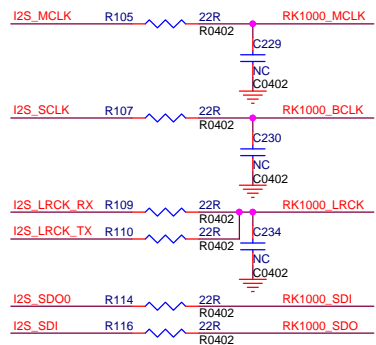 I2S_MCLK R105 22R RK1000_MCLK
R0402
C229
NC
C0402
I2S_SCLK R107 22R RK1000_BCLK
R0402
C230
NC
C0402
I2S_LRCK_RX R109 22R RK1000_LRCK
R0402
I2S_LRCK_TX R110 22R C234
R0402
NC
C0402
I2S_SDO0 R114 22R RK1000_SDI
R0402
I2S_SDI R116 22R RK1000_SDO
R0402